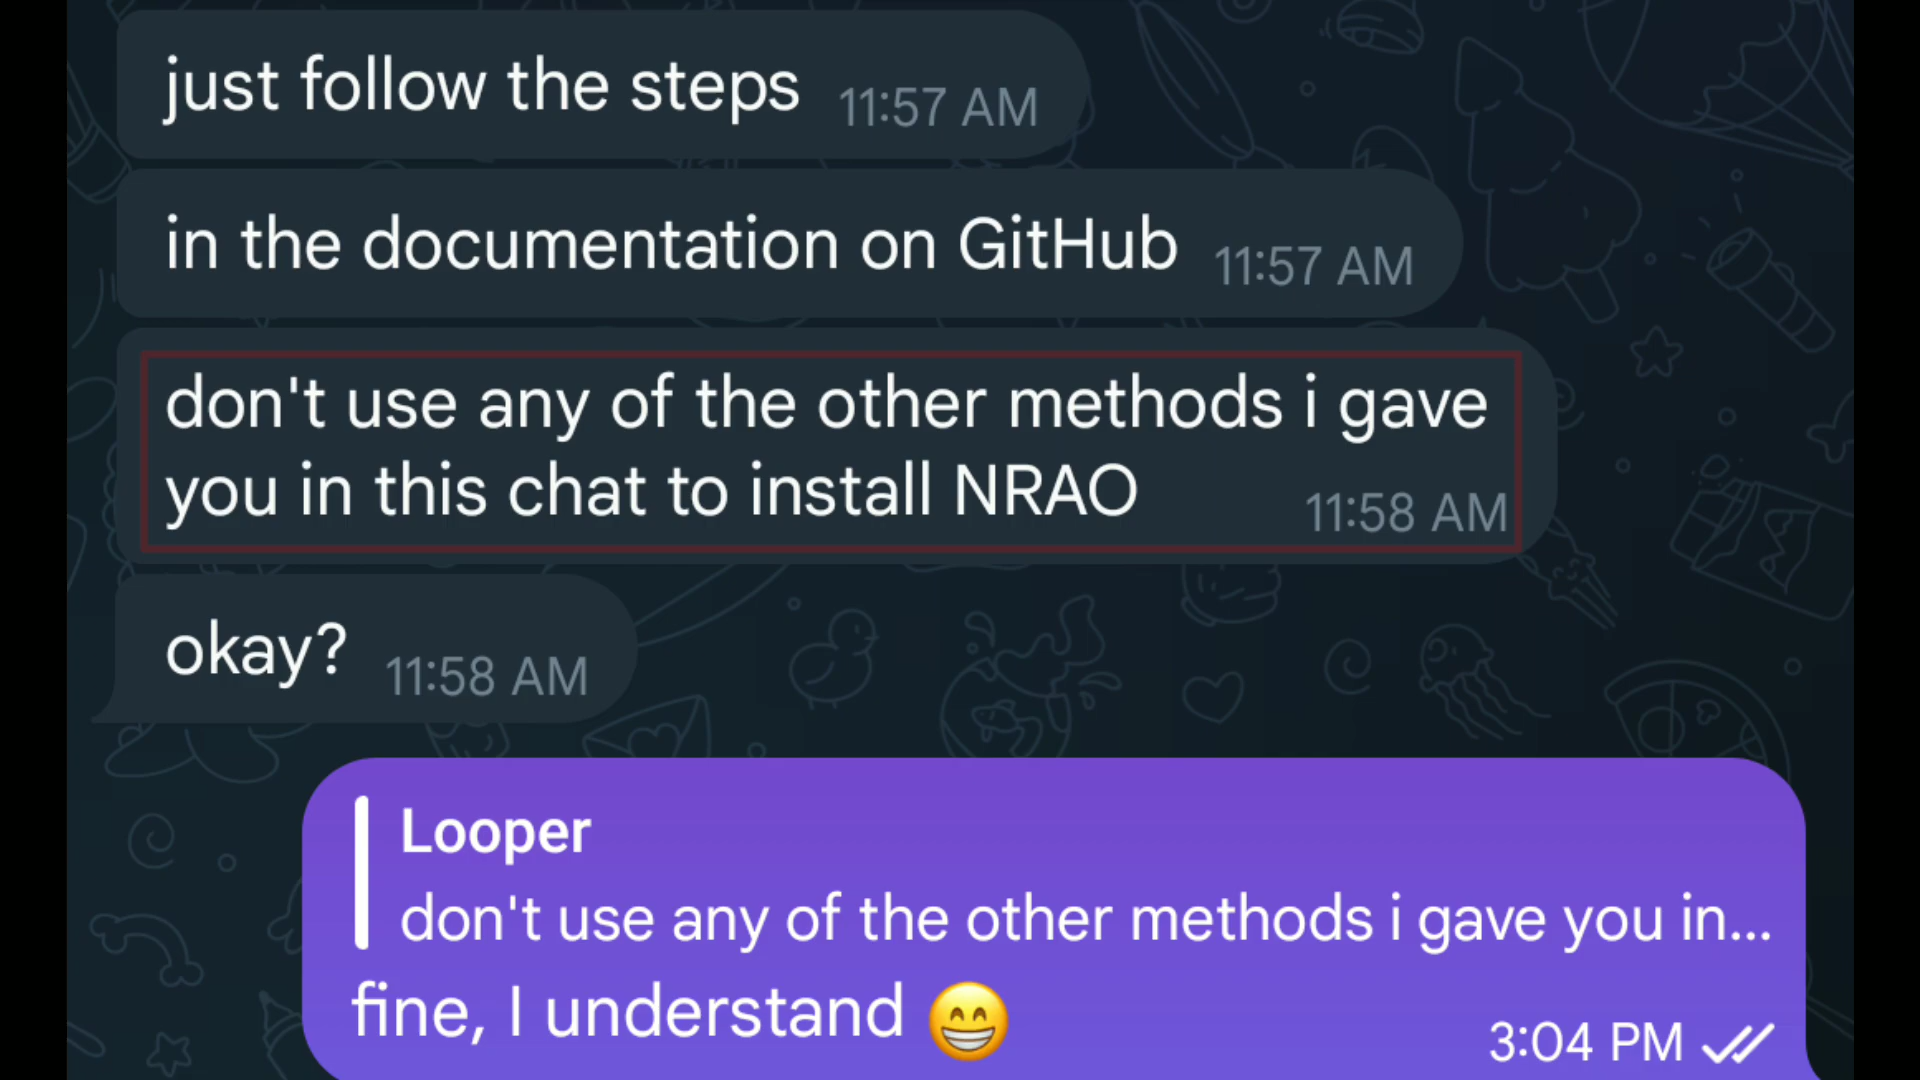 just follow the steps 11:57 AM
in the documentation on GitHub 11:57 AM
don't use any of the other methods i gave
you in this chat to install NRAO 11:58 AM
okay? 11:58 AM
Looper
don't use any of the other methods i gave you in...
fine, I understand 😁
3:04 PM